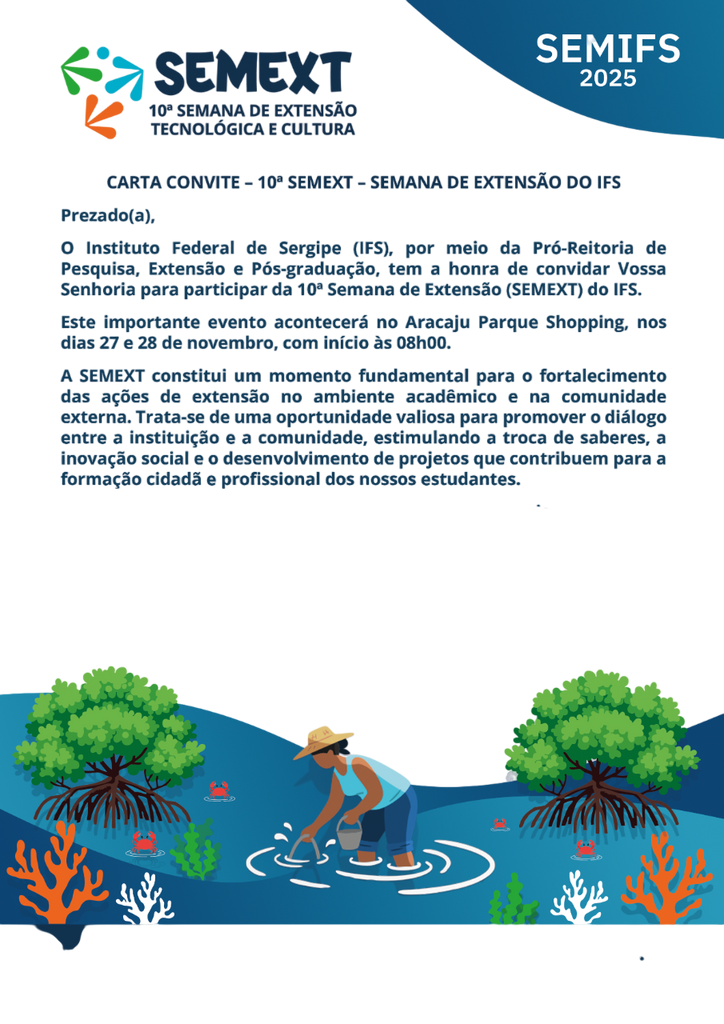 SEMEXT
10ª SEMANA DE EXTENSÃO
TECNOLÓGICA E CULTURA
SEMIFS
2025
CARTA CONVITE – 10ª SEMEXT – SEMANA DE EXTENSÃO DO IFS
Prezado(a),
O Instituto Federal de Sergipe (IFS), por meio da Pró-Reitoria de
Pesquisa, Extensão e Pós-graduação, tem a honra de convidar Vossa
Senhoria para participar da 10ª Semana de Extensão (SEMEXT) do IFS.
Este importante evento acontecerá no Aracaju Parque Shopping, nos
dias 27 e 28 de novembro, com início às 08h00.
A SEMEXT constitui um momento fundamental para o fortalecimento
das ações de extensão no ambiente acadêmico e na comunidade
externa. Trata-se de uma oportunidade valiosa para promover o diálogo
entre a instituição e a comunidade, estimulando a troca de saberes, a
inovação social e o desenvolvimento de projetos que contribuem para a
formação cidadã e profissional dos nossos estudantes.